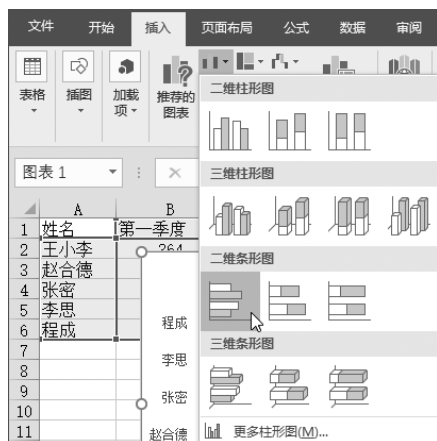 文件 开始 插入 页面布局 公式 数据 审阅
表格 插图 加载项 推荐的图表
二维柱形图
三维柱形图
二维条形图
三维条形图
更多柱形图(M)...
图表 1
A B
1 姓名 第一季度
2 王小李 264
3 赵合德
4 张密
5 李思
6 程成
7
8
9
10
11
程成
李思
张密
赵合德